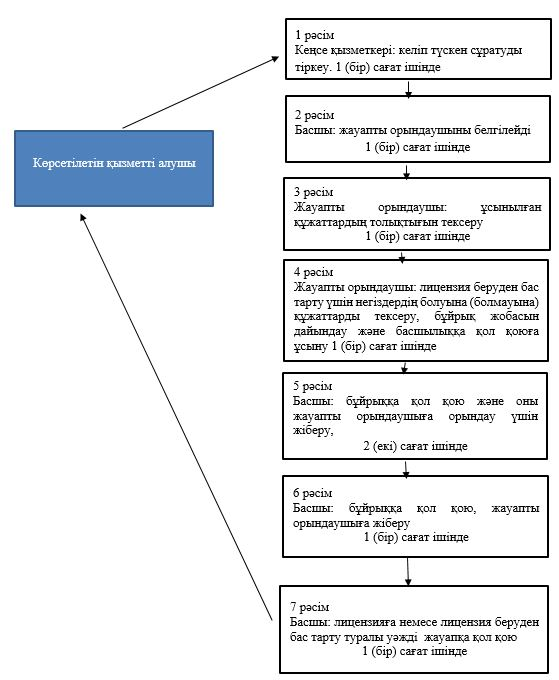 1 рәсім
Кеңсе қызметкері: келіп түскен сұратуды
тіркеу. 1 (бір) сағат ішінде
2 рәсім
Басшы: жауапты орындаушыны белгілейді
1 (бір) сағат ішінде
Көрсетілетін қызметті алушы
3 рәсім
Жауапты орындаушы: ұсынылған
құжаттардың толықтығын тексеру
1 (бір) сағат ішінде
4 рәсім
Жауапты орындаушы: лицензия беруден бас
тарту үшін негіздердің болуына (болмауына)
құжаттарды тексеру, бұйрық жобасын
дайындау және басшылыққа қол қоюға
ұсыну 1 (бір) сағат ішінде
5 рәсім
Басшы: бұйрыққа қол қою және оны
жауапты орындаушыға орындау үшін
жіберу,
2 (екі) сағат ішінде
6 рәсім
Басшы: бұйрыққа қол қою, жауапты
орындаушыға жіберу
1 (бір) сағат ішінде
7 рәсім
Басшы: лицензияға немесе лицензия беруден
бас тарту туралы уәжді жауапқа қол қою
1 (бір) сағат ішінде